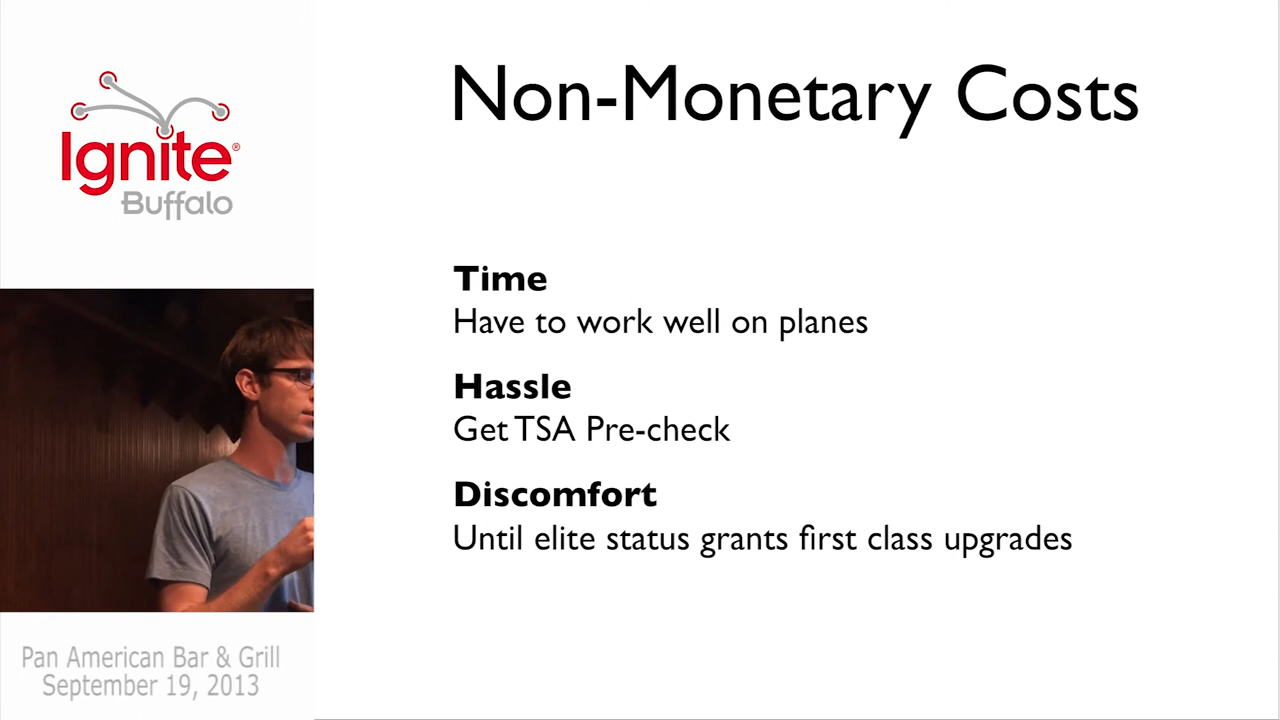 Ignite®
Buffalo
Non-Monetary Costs
Time
Have to work well on planes
Hassle
Get TSA Pre-check
Discomfort
Until elite status grants first class upgrades
Pan American Bar & Grill
September 19, 2013